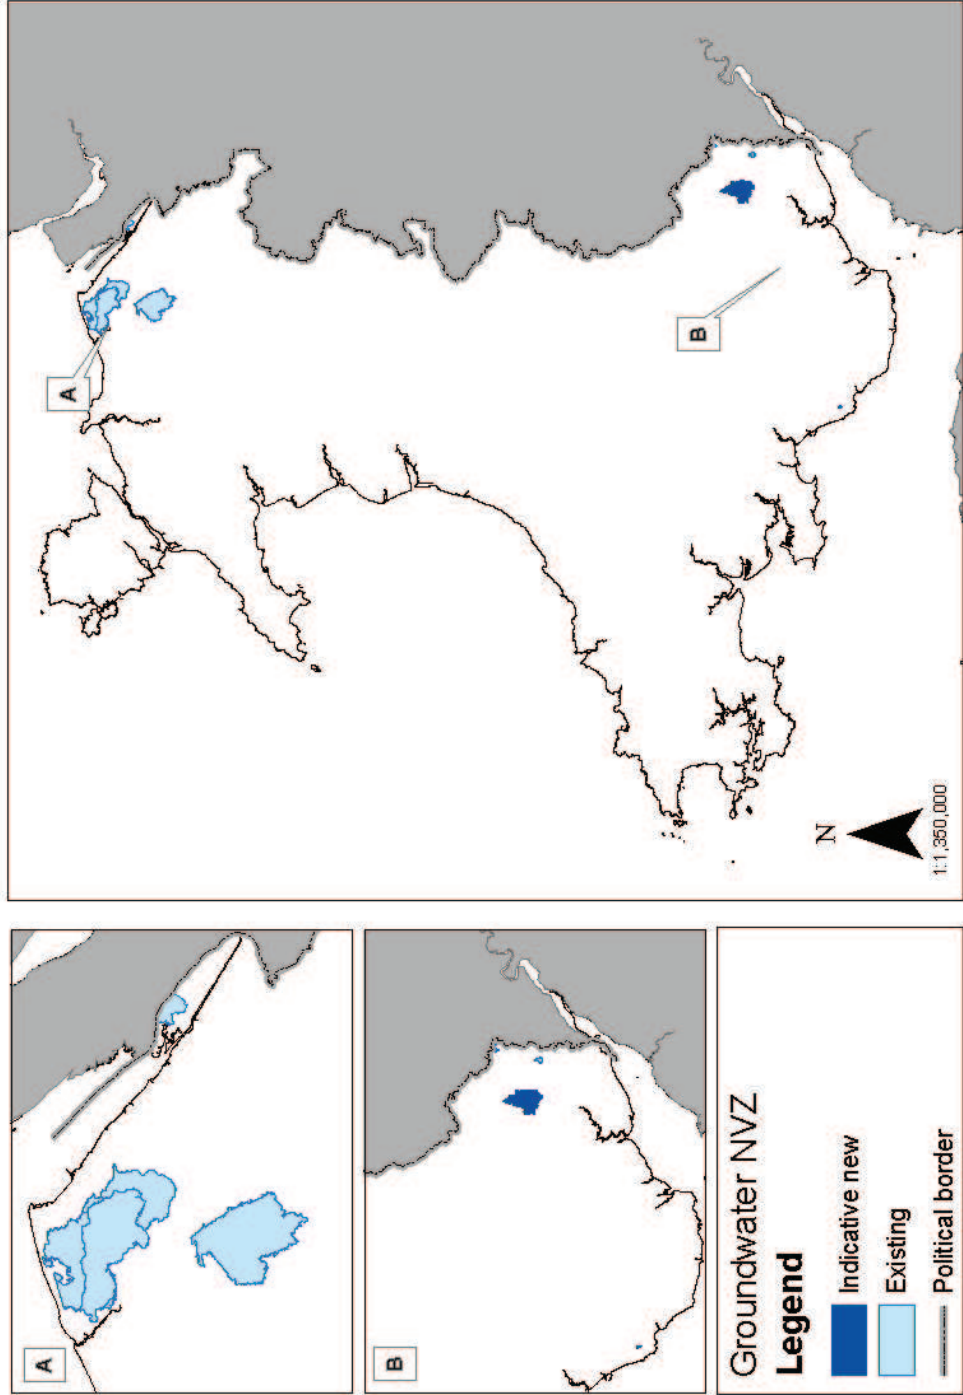 A
B
Groundwater NVZ
Legend
Indicative new
Existing
Political border
A
B
N
1:1,350,000